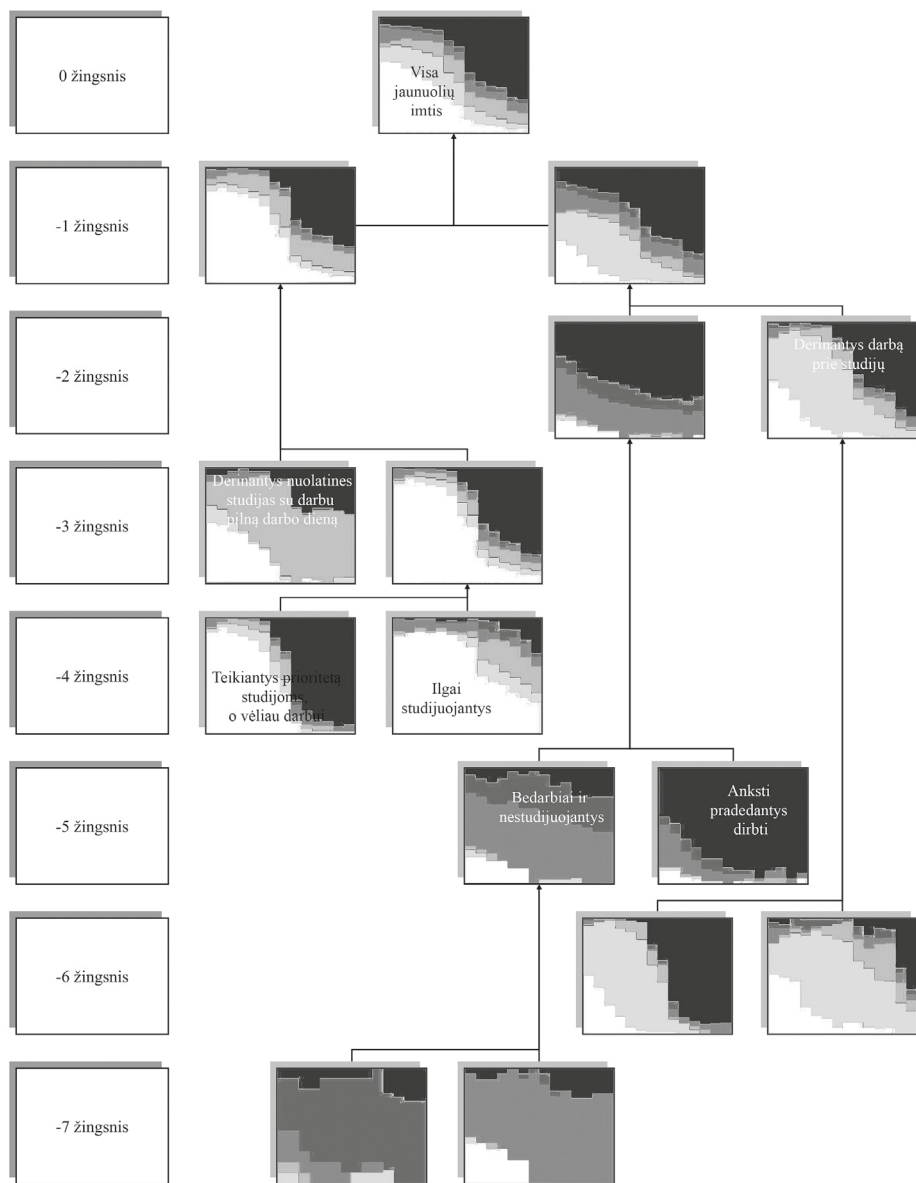 0 žingsnis
Visa
jaunuolių
imtis
-1 žingsnis
-2 žingsnis
Derinantys darbą
prie studijų
-3 žingsnis
Derinantys nuolatines
studijas su darbu
pilną darbo dieną
-4 žingsnis
Teikiantys prioritetą
studijoms,
o vėliau darbui
Ilgai
studijuojantys
-5 žingsnis
Bedarbiai ir
nestudijuojantys
Anksti
pradedantys
dirbti
-6 žingsnis
-7 žingsnis